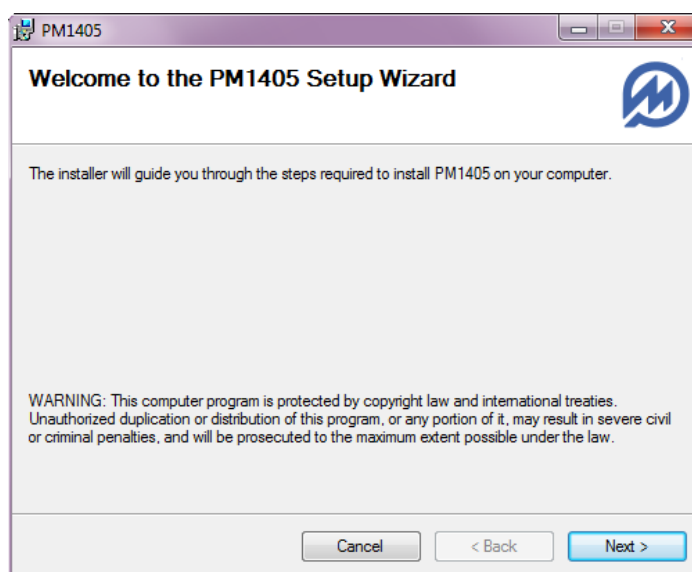 PM1405
Welcome to the PM1405 Setup Wizard
The installer will guide you through the steps required to install PM1405 on your computer.
WARNING: This computer program is protected by copyright law and international treaties.
Unauthorized duplication or distribution of this program, or any portion of it, may result in severe civil
or criminal penalties, and will be prosecuted to the maximum extent possible under the law.
Cancel < Back Next >